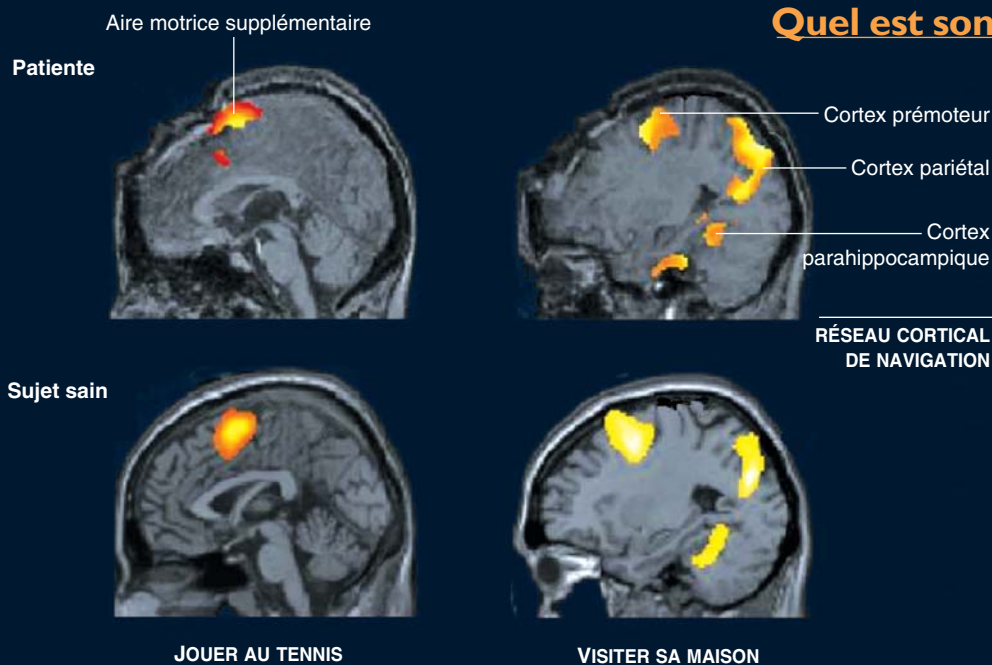 Quel est son
Aire motrice supplémentaire
Patiente
Cortex prémoteur
Cortex pariétal
Cortex
parahippocampique
RÉSEAU CORTICAL
DE NAVIGATION
Sujet sain
JOUER AU TENNIS
VISITER SA MAISON